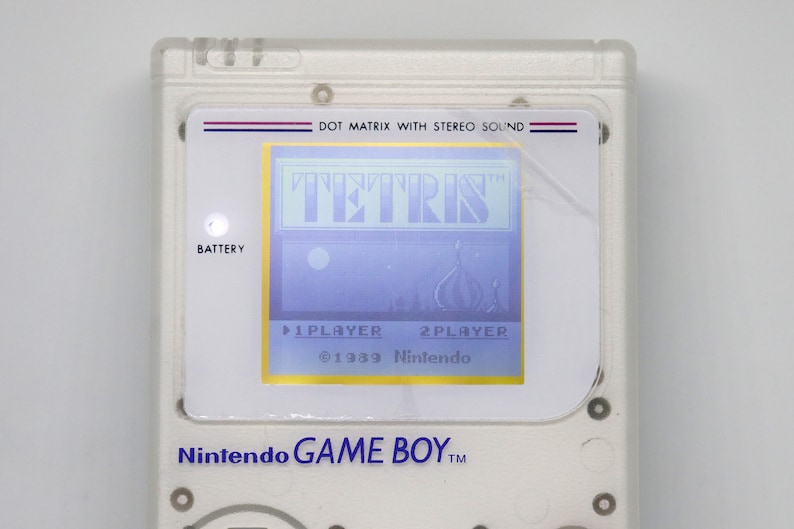 DOT MATRIX WITH STEREO SOUND
TETRIS™
BATTERY
▶1PLAYER 2PLAYER
©1989 Nintendo
Nintendo GAME BOY™